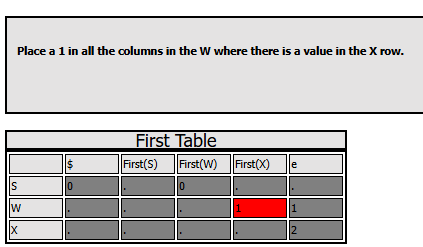 Place a 1 in all the columns in the W where there is a value in the X row.
First Table
$ First(S) First(W) First(X) e
S 0 . 0 . .
W . . . 1 1
X . . . . 2